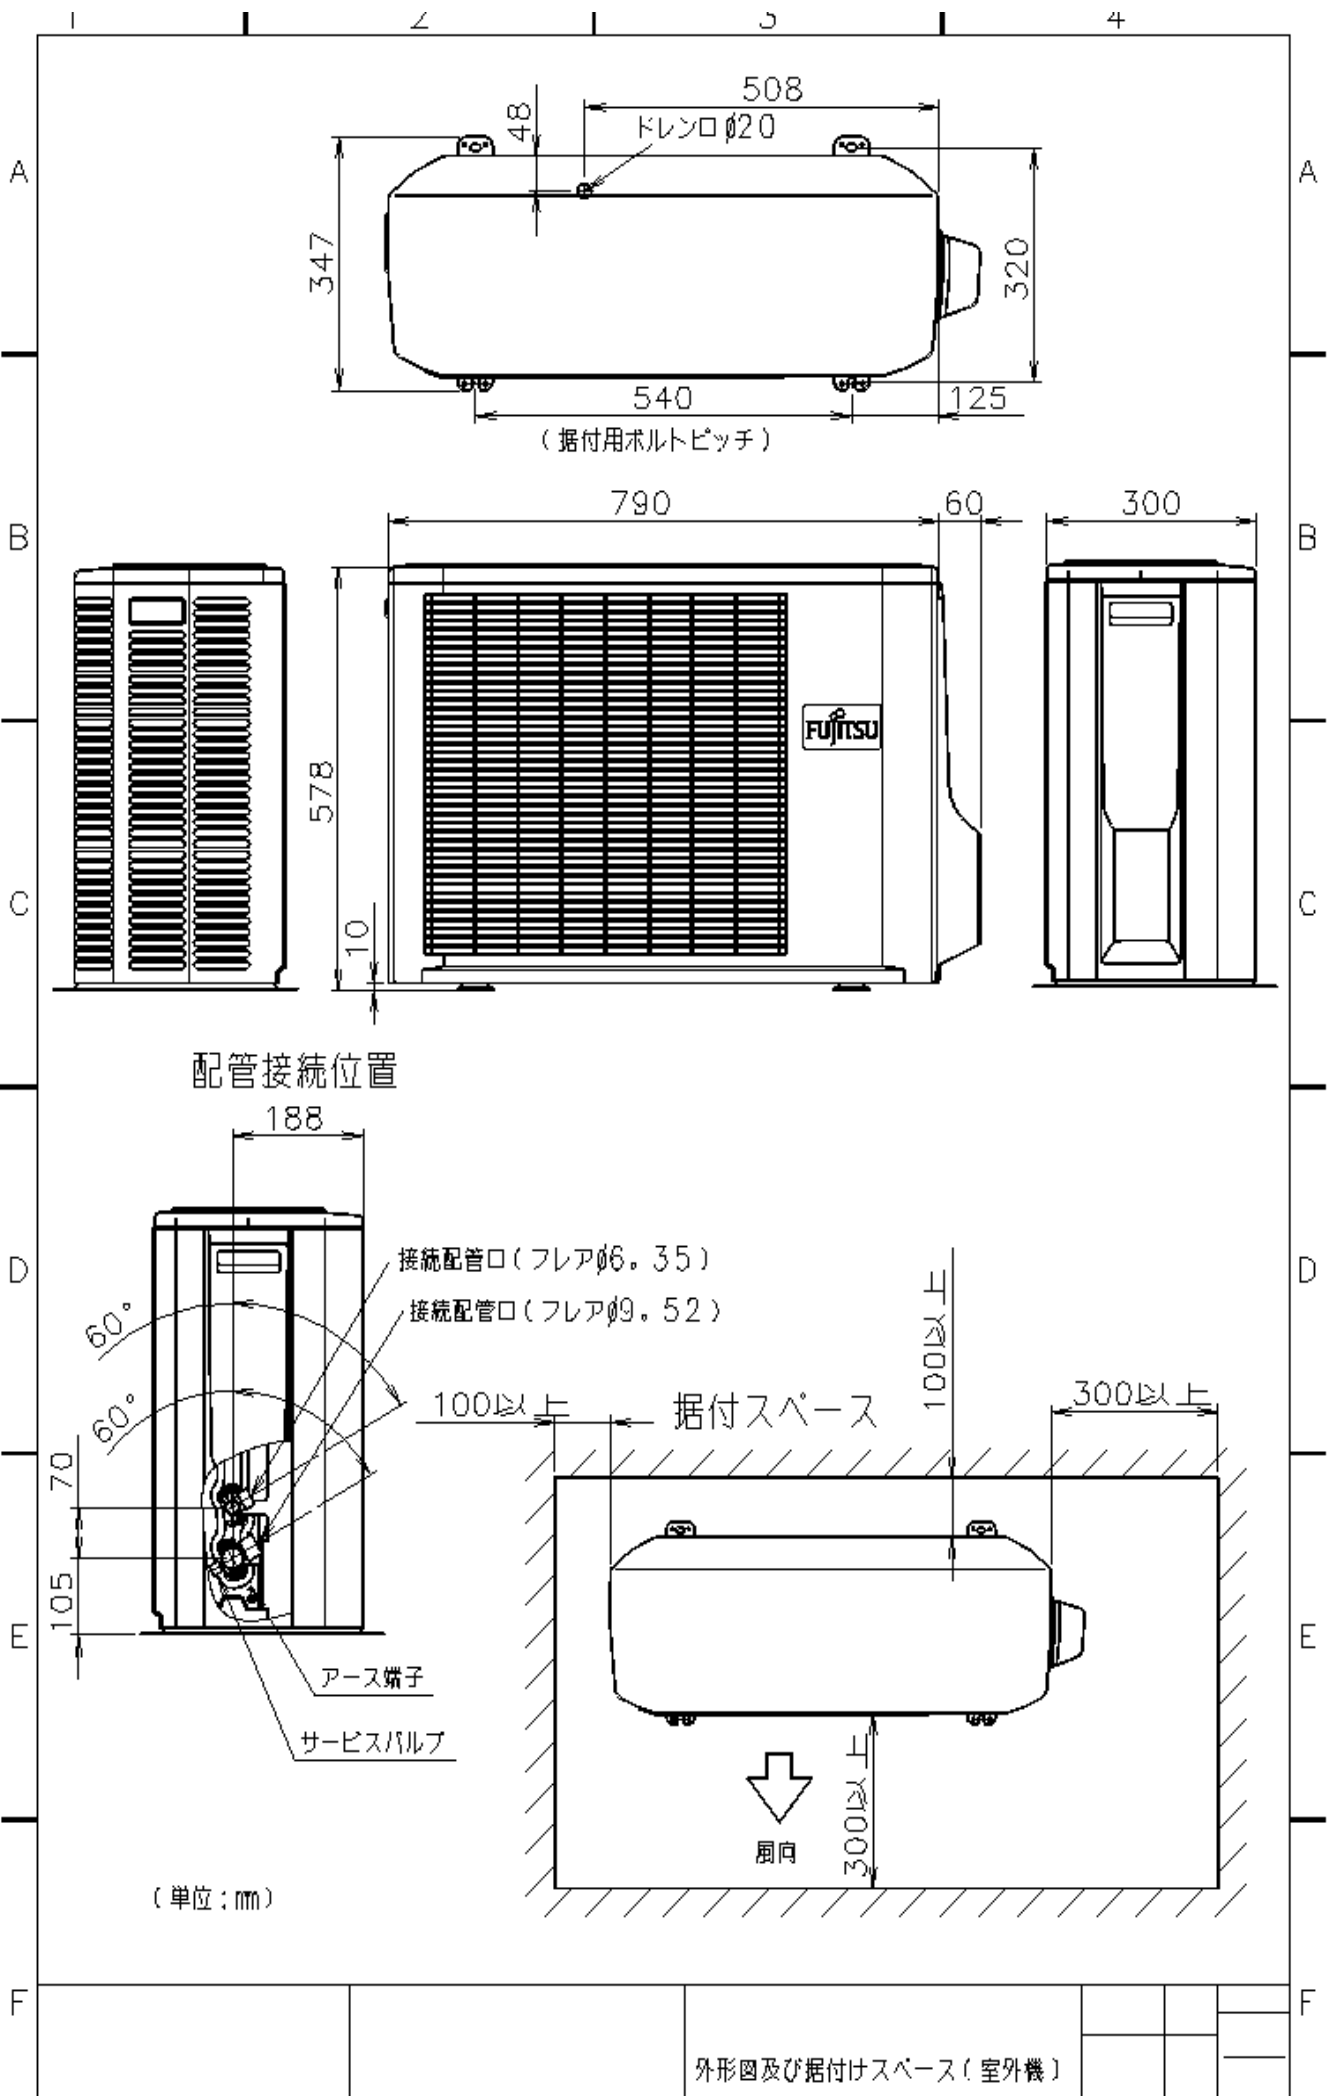 1 2 3 4
508
48
ドレン口 φ20
A A
347
320
540
125
(据付用ボルトピッチ)
790
60
300
B B
FUJITSU
578
10
C C
配管接続位置
188
接続配管口(フレアφ6.35)
D D
接続配管口(フレアφ9.52)
60°
60°
100以上
300以上
100以上
据付スペース
70
105
E E
アース端子
サービスバルブ
300以上
風向
(単位:mm)
F F
外形図及び据付けスペース(室外機)